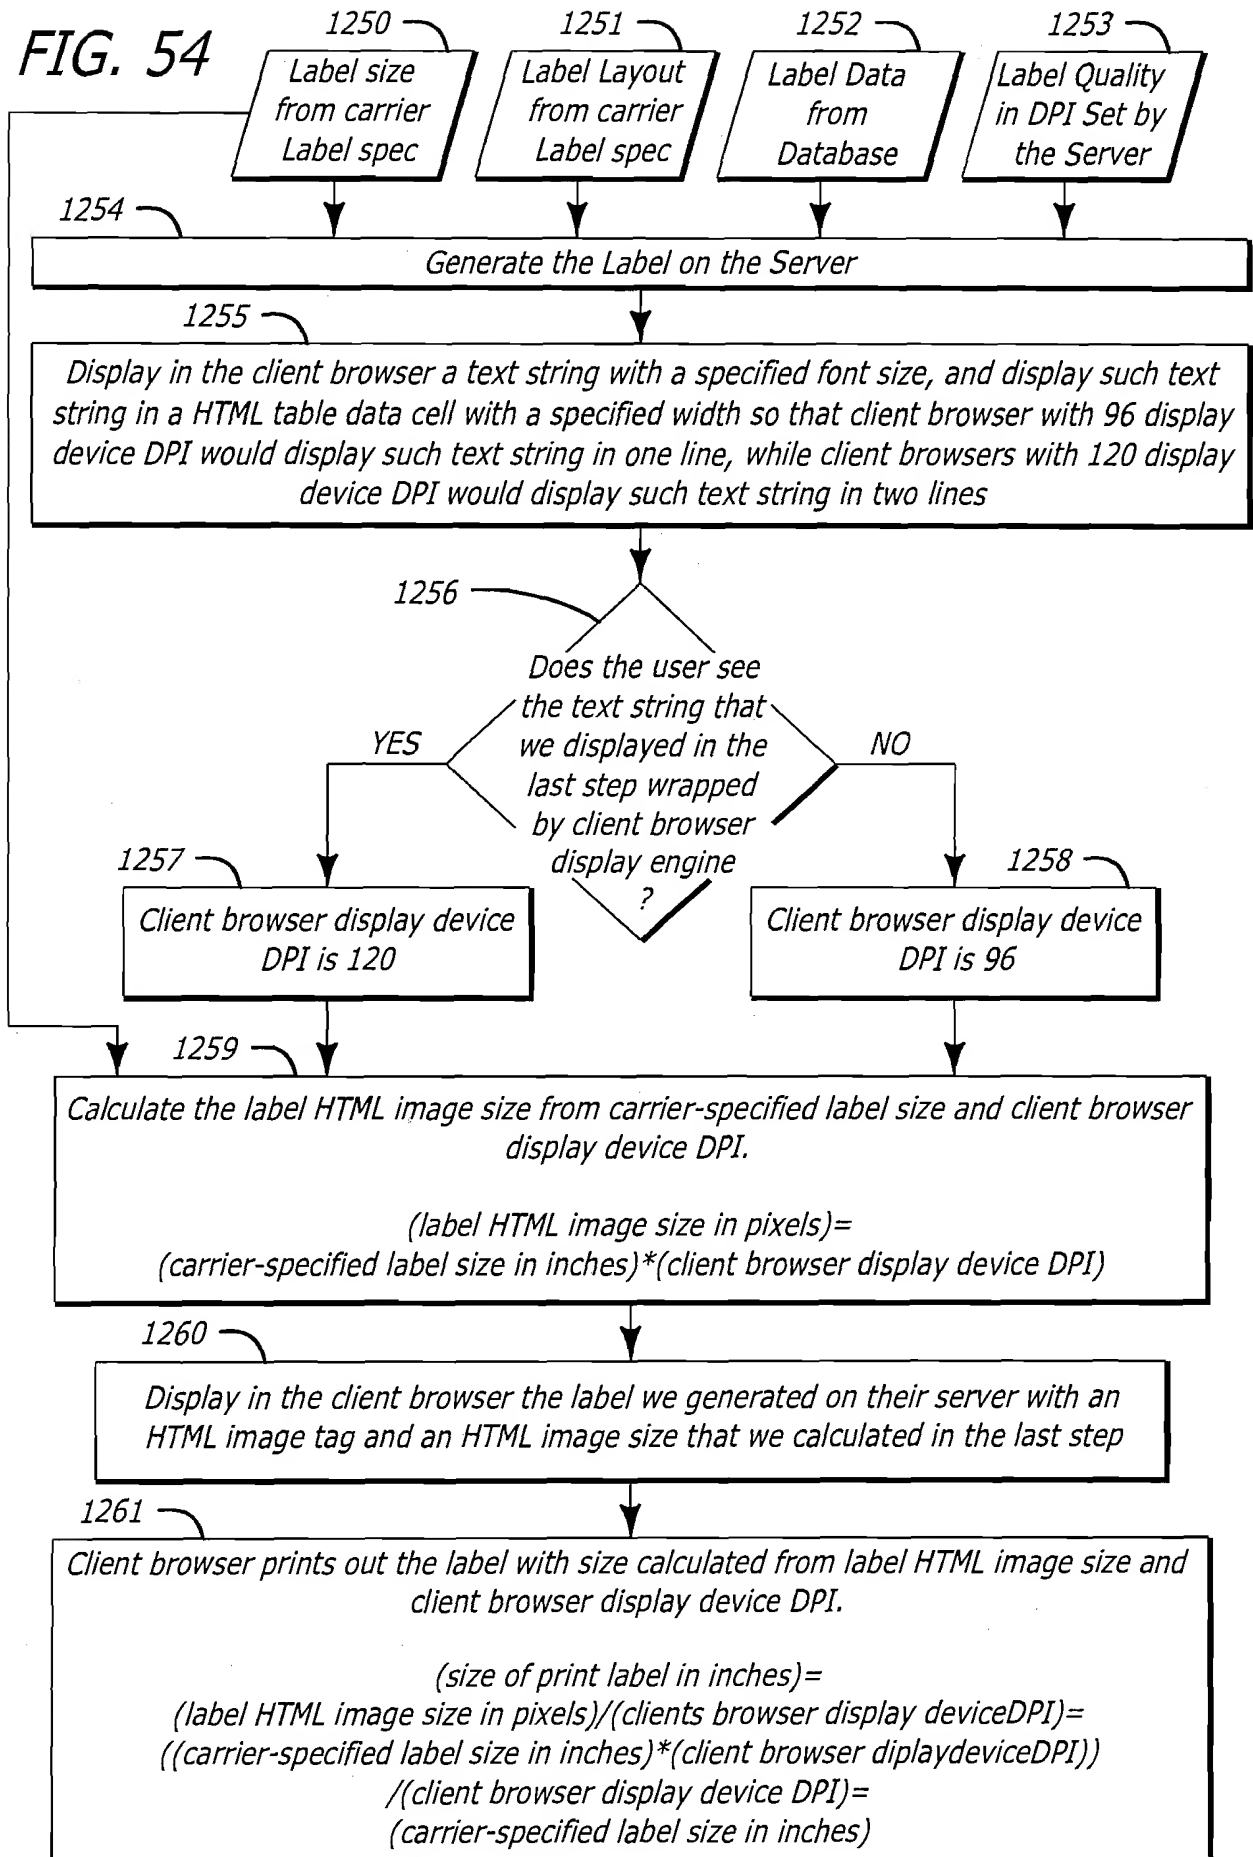 FIG. 54
1250
1251
1252
1253
Label size
from carrier
Label spec
Label Layout
from carrier
Label spec
Label Data
from
Database
Label Quality
in DPI Set by
the Server
1254
Generate the Label on the Server
1255
Display in the client browser a text string with a specified font size, and display such text
string in a HTML table data cell with a specified width so that client browser with 96 display
device DPI would display such text string in one line, while client browsers with 120 display
device DPI would display such text string in two lines
1256
Does the user see
the text string that
we displayed in the
last step wrapped
by client browser
display engine
?
YES
NO
1257
Client browser display device
DPI is 120
1258
Client browser display device
DPI is 96
1259
Calculate the label HTML image size from carrier-specified label size and client browser
display device DPI.
(label HTML image size in pixels)=
(carrier-specified label size in inches)*(client browser display device DPI)
1260
Display in the client browser the label we generated on their server with an
HTML image tag and an HTML image size that we calculated in the last step
1261
Client browser prints out the label with size calculated from label HTML image size and
client browser display device DPI.
(size of print label in inches)=
(label HTML image size in pixels)/(clients browser display deviceDPI)=
((carrier-specified label size in inches)*(client browser diplaydeviceDPI))
/(client browser display device DPI)=
(carrier-specified label size in inches)